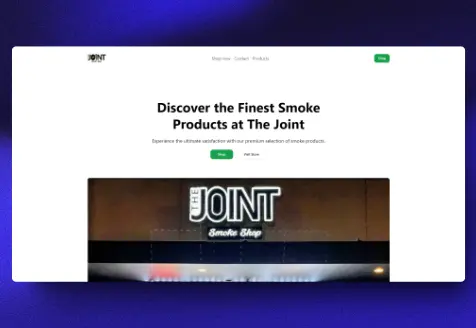 THE JOINT
Shop now Contact Products
Shop
Discover the Finest Smoke
Products at The Joint
Experience the ultimate satisfaction with our premium selection of smoke products.
Shop Visit Store
THE JOINT
Smoke Shop